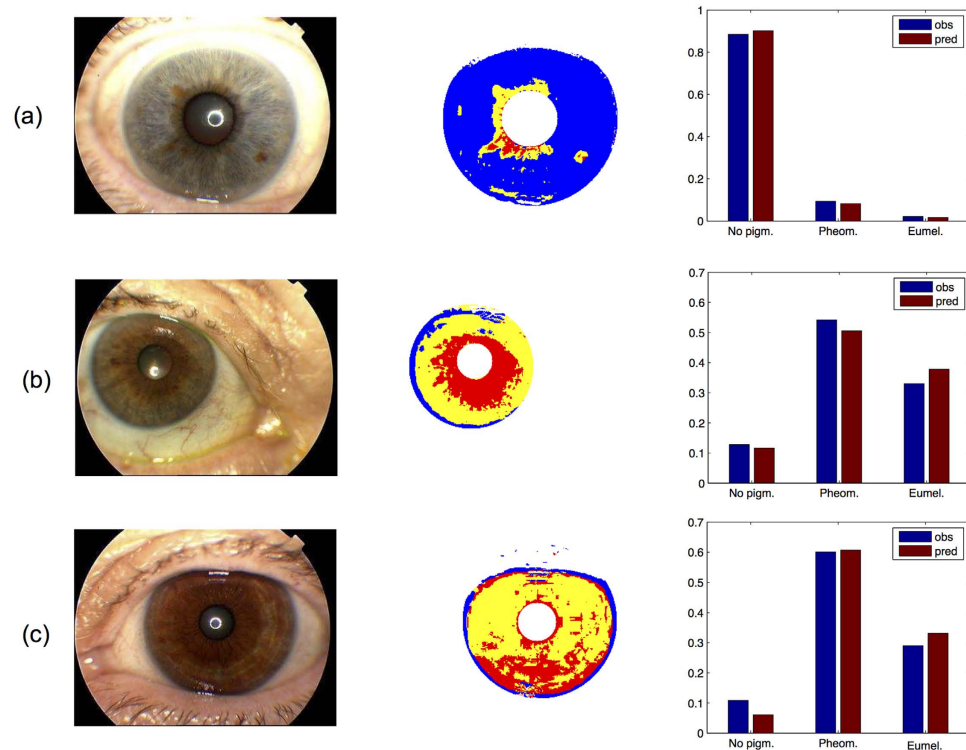 (a)
1
0.8
0.6
0.4
0.2
0
obs
pred
No pigm.
Pheom.
Eumel.
(b)
0.7
0.6
0.5
0.4
0.3
0.2
0.1
0
obs
pred
No pigm.
Pheom.
Eumel.
(c)
0.7
0.6
0.5
0.4
0.3
0.2
0.1
0
obs
pred
No pigm.
Pheom.
Eumel.